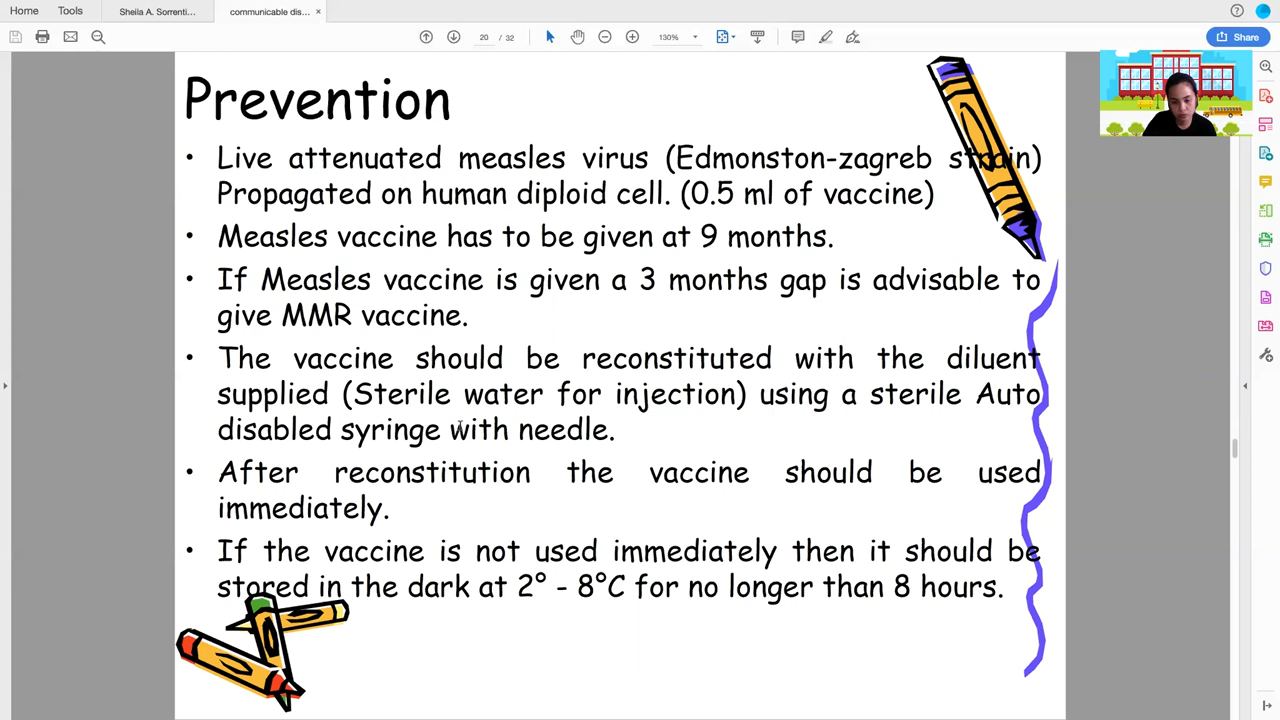 Home Tools Sheila A. Sorrenti... communicable dis... ×
20 / 32 130% Share
Prevention
• Live attenuated measles virus (Edmonston-zagreb strain)
Propagated on human diploid cell. (0.5 ml of vaccine)
• Measles vaccine has to be given at 9 months.
• If Measles vaccine is given a 3 months gap is advisable to
give MMR vaccine.
• The vaccine should be reconstituted with the diluent
supplied (Sterile water for injection) using a sterile Auto
disabled syringe with needle.
• After reconstitution the vaccine should be used
immediately.
• If the vaccine is not used immediately then it should be
stored in the dark at 2° - 8°C for no longer than 8 hours.